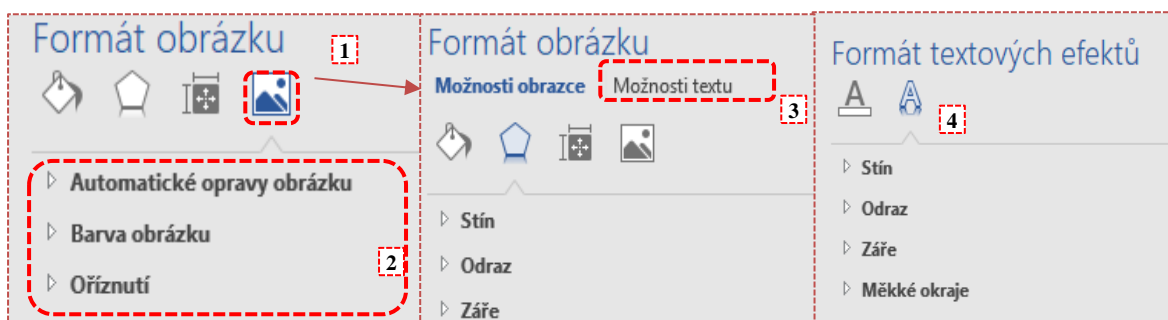 Formát obrázku
1
Automatické opravy obrázku
Barva obrázku
2
Oříznutí
Formát obrázku
Možnosti obrazce Možnosti textu
3
Stín
Odraz
Záře
Formát textových efektů
A A
4
Stín
Odraz
Záře
Měkké okraje